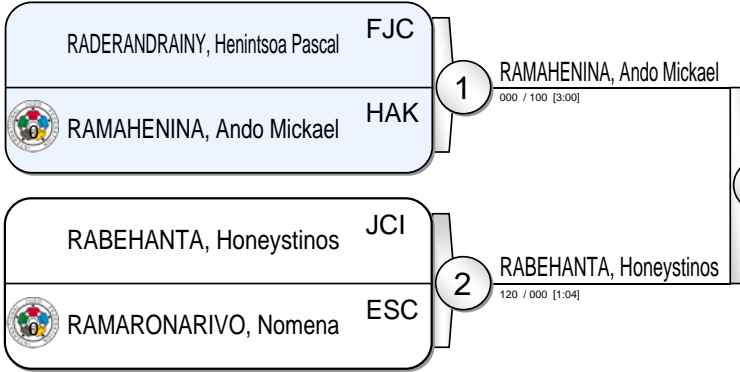 RADERANDRAINY, Henintsoa Pascal FJC
RAMAHENINA, Ando Mickael HAK
1
RAMAHENINA, Ando Mickael
000 / 100 [3:00]
RABEHANTA, Honeystinos JCI
RAMARONARIVO, Nomena ESC
2
RABEHANTA, Honeystinos
120 / 000 [1:04]